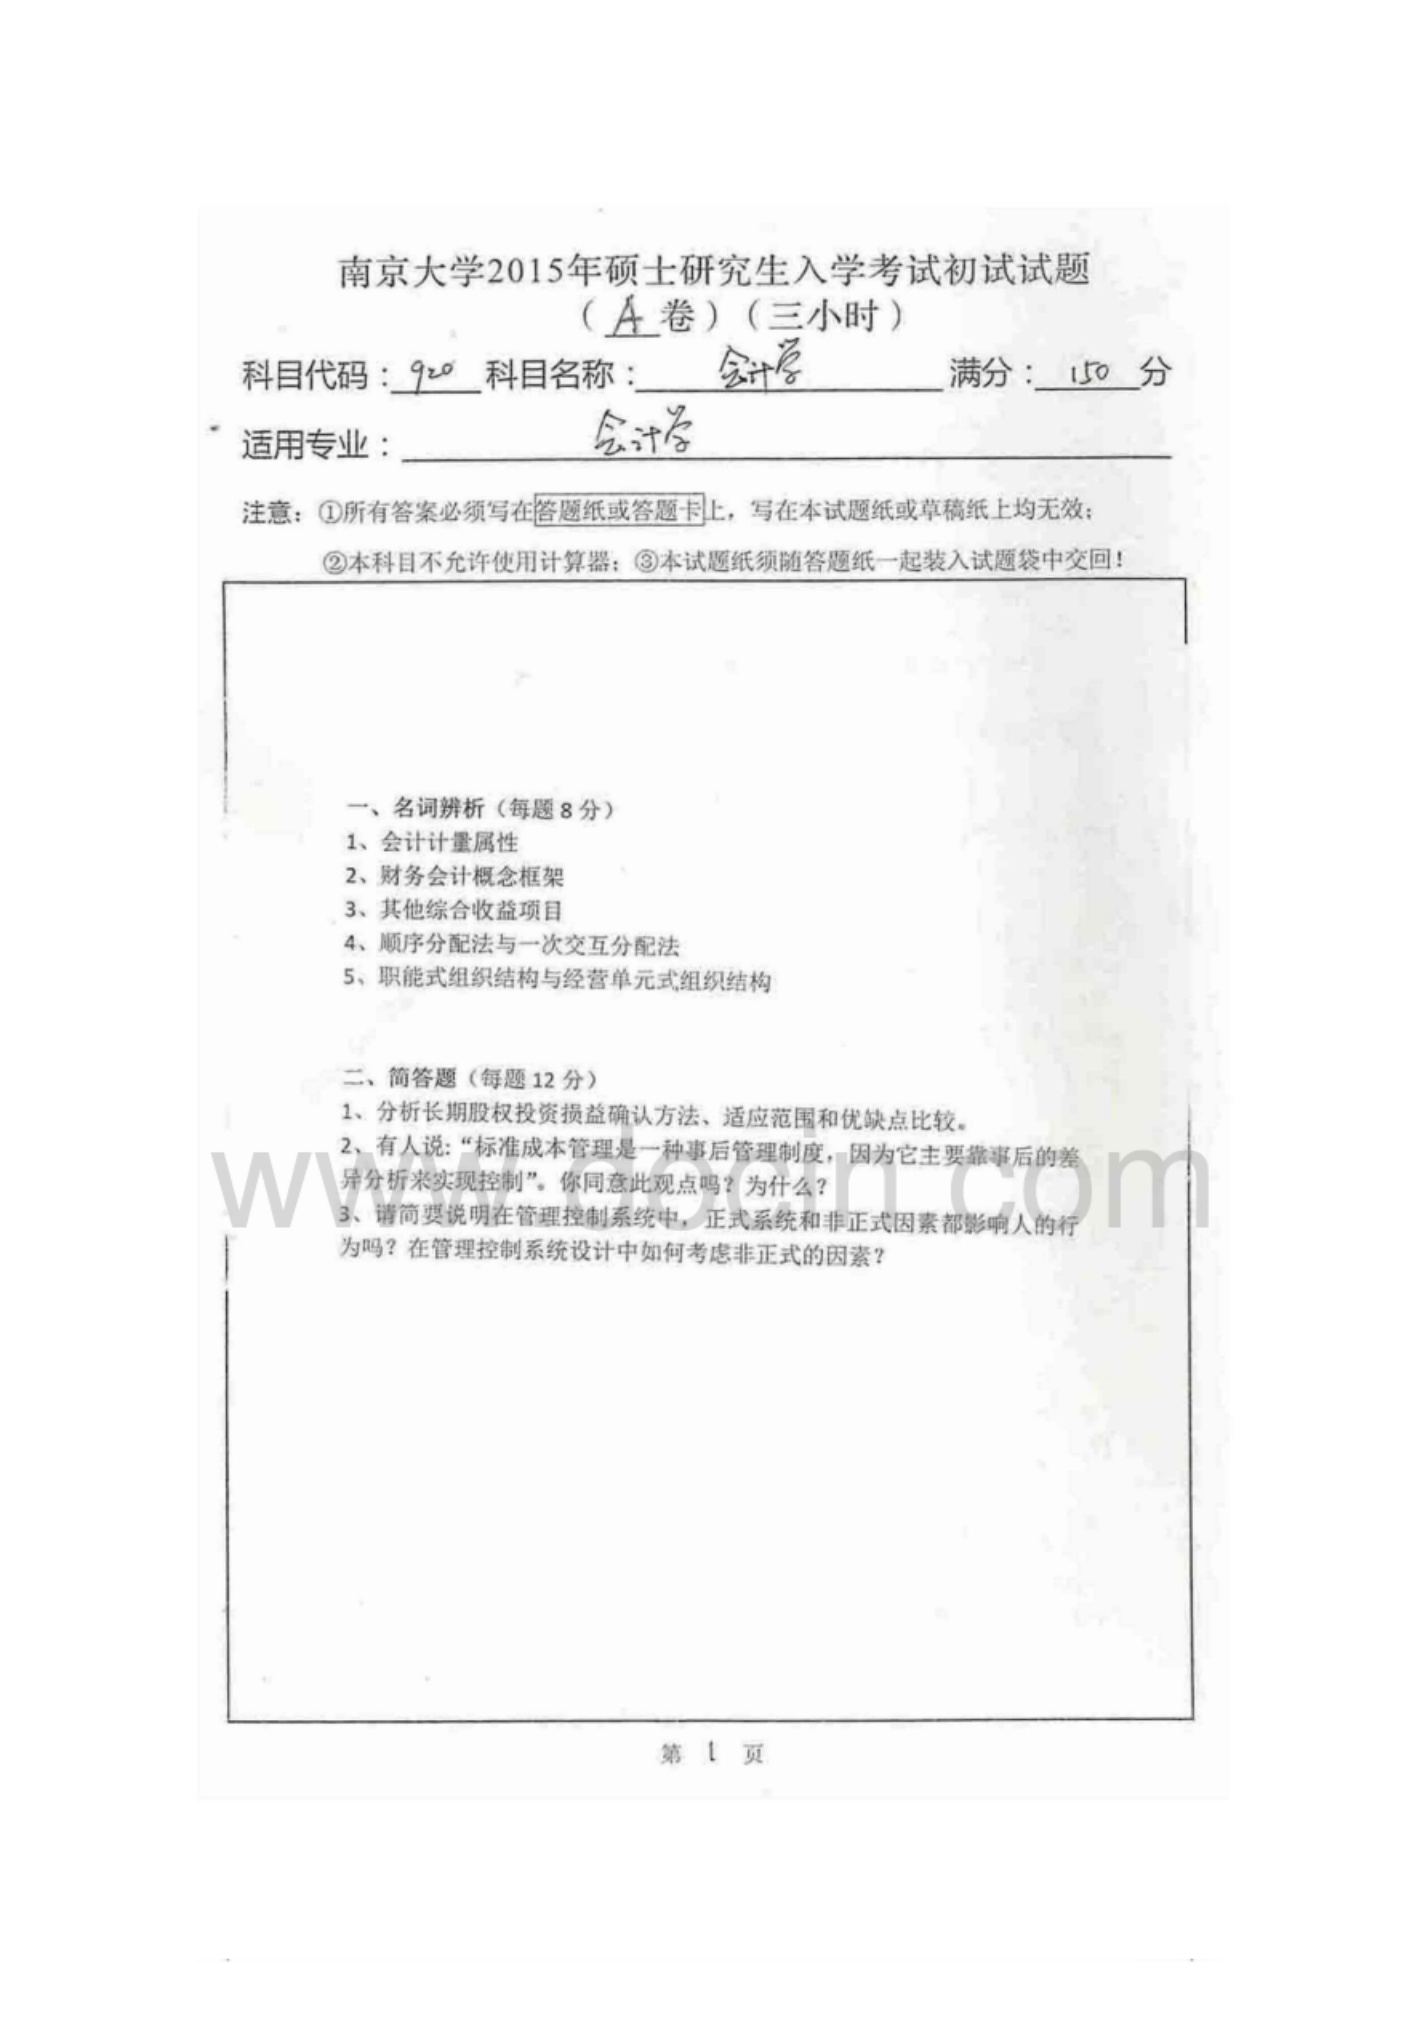 南京大学2015年硕士研究生入学考试初试试题
（ A 卷）（三小时）
科目代码：920 科目名称：会计学 满分：150 分
适用专业：会计学
注意：①所有答案必须写在答题纸或答题卡上，写在本试题纸或草稿纸上均无效；
②本科目不允许使用计算器；③本试题纸须随答题纸一起装入试题袋中交回！
一、名词辨析（每题 8 分）
1、会计计量属性
2、财务会计概念框架
3、其他综合收益项目
4、顺序分配法与一次交互分配法
5、职能式组织结构与经营单元式组织结构
二、简答题（每题 12 分）
1、分析长期股权投资损益确认方法、适应范围和优缺点比较。
2、有人说：“标准成本管理是一种事后管理制度，因为它主要靠事后的差
异分析来实现控制”。你同意此观点吗？为什么？
www.docin.com
3、请简要说明在管理控制系统中，正式系统和非正式因素都影响人的行
为吗？在管理控制系统设计中如何考虑非正式的因素？
第 1 页